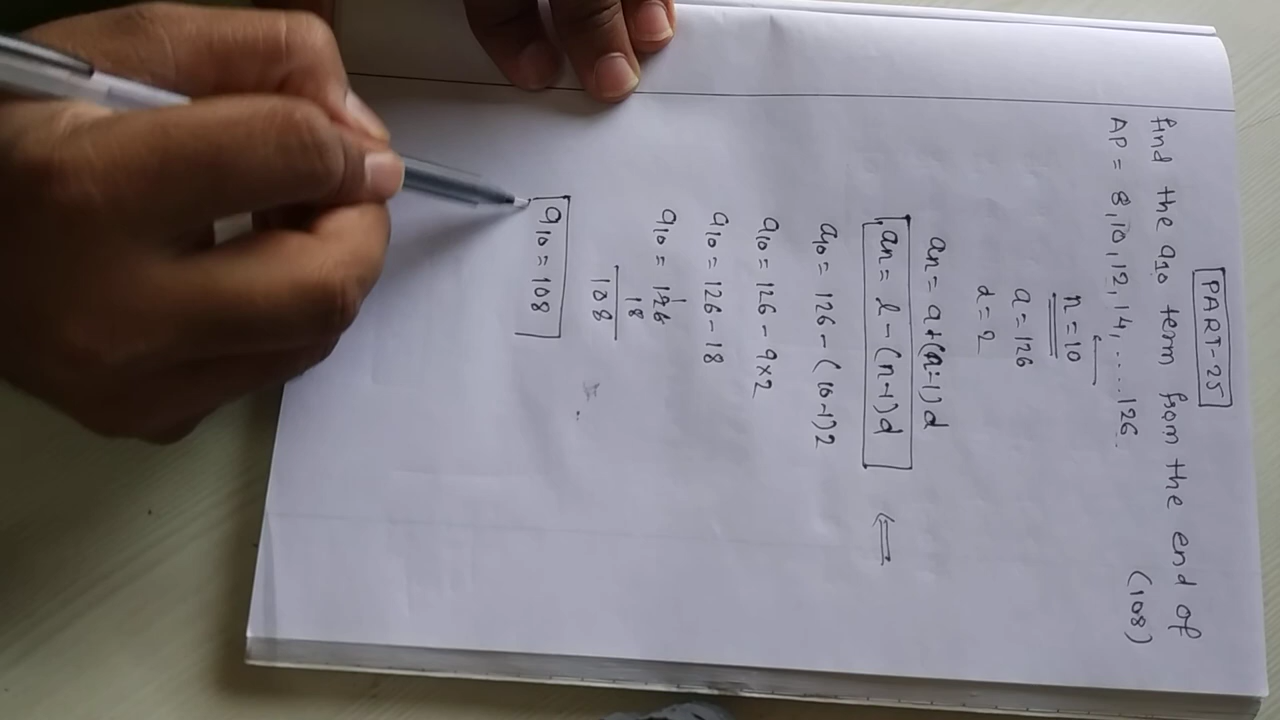 PART-25
find the a10 term from the end of
AP = 8, 10, 12, 14, .... 126. (108)
n = 10
a = 126
d = 2
an = a + (n-1)d
an = l - (n-1)d
a10 = 126 - (10-1)2
a10 = 126 - 9x2
a10 = 126 - 18
a10 = 126
18
108
a10 = 108